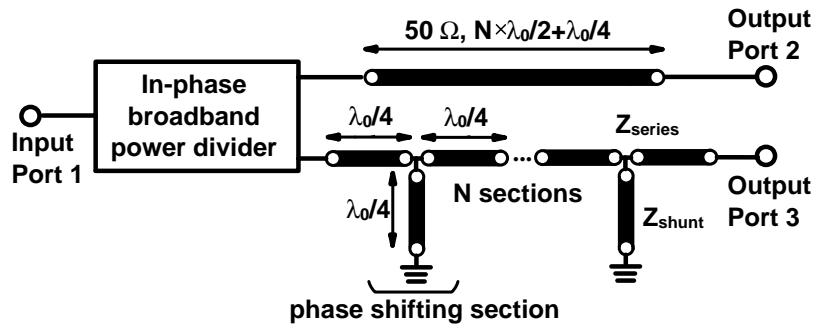 50 Ω, N×λ₀/2+λ₀/4
Output
Port 2
In-phase
broadband
power divider
Input
Port 1
λ₀/4
λ₀/4
Zseries
...
Output
Port 3
λ₀/4
N sections
Zshunt
phase shifting section